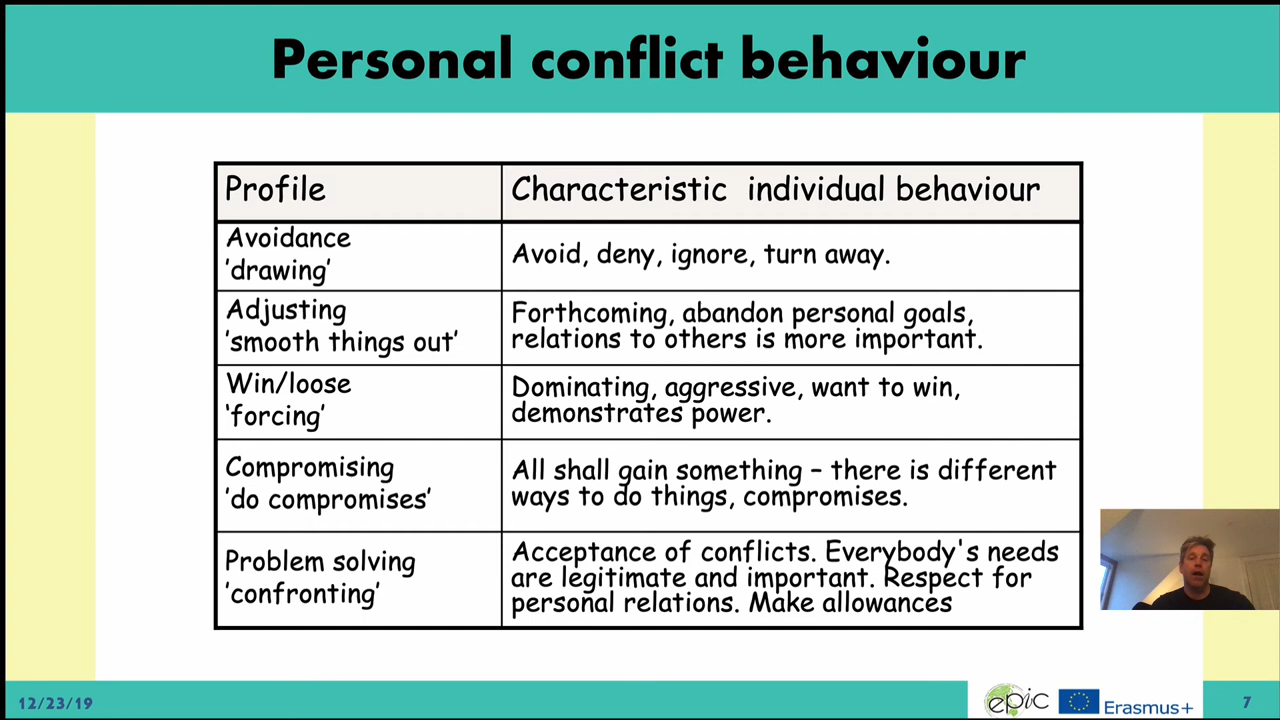 Personal conflict behaviour
Profile
Characteristic individual behaviour
Avoidance
'drawing'
Avoid, deny, ignore, turn away.
Adjusting
'smooth things out'
Forthcoming, abandon personal goals,
relations to others is more important.
Win/loose
'forcing'
Dominating, aggressive, want to win,
demonstrates power.
Compromising
'do compromises'
All shall gain something – there is different
ways to do things, compromises.
Problem solving
'confronting'
Acceptance of conflicts. Everybody's needs
are legitimate and important. Respect for
personal relations. Make allowances
12/23/19
epic
Erasmus+
7